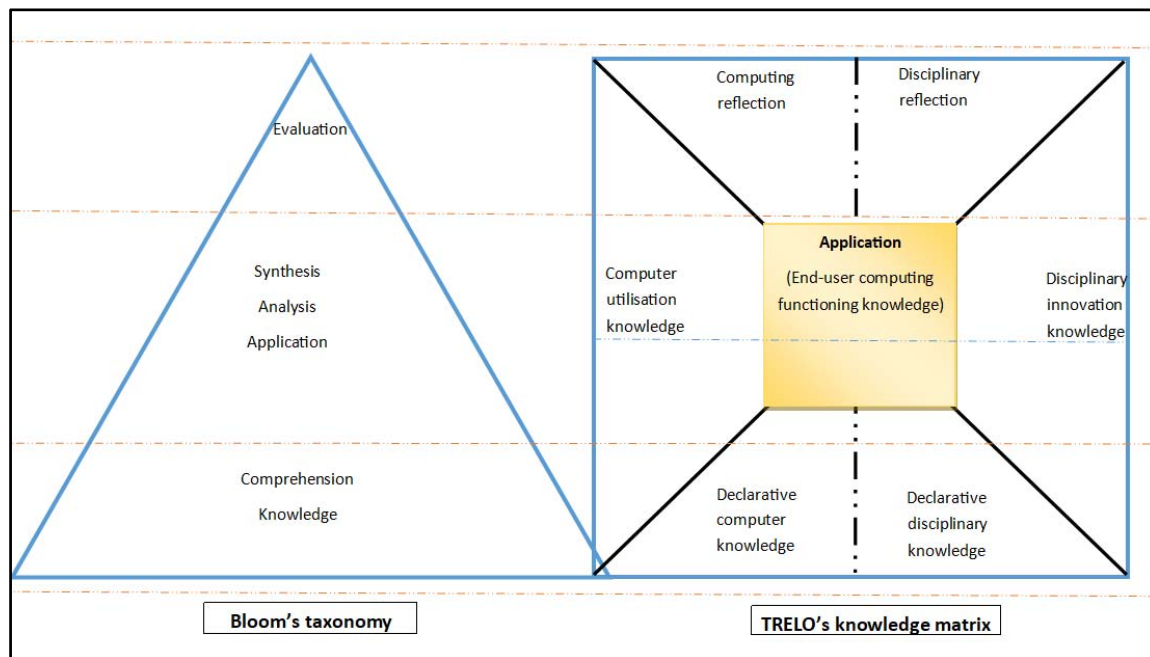 Evaluation
Synthesis
Analysis
Application
Comprehension
Knowledge
Bloom's taxonomy
Computing
reflection
Disciplinary
reflection
Computer
utilisation
knowledge
Application
(End-user computing
functioning knowledge)
Disciplinary
innovation
knowledge
Declarative
computer
knowledge
Declarative
disciplinary
knowledge
TRELO's knowledge matrix